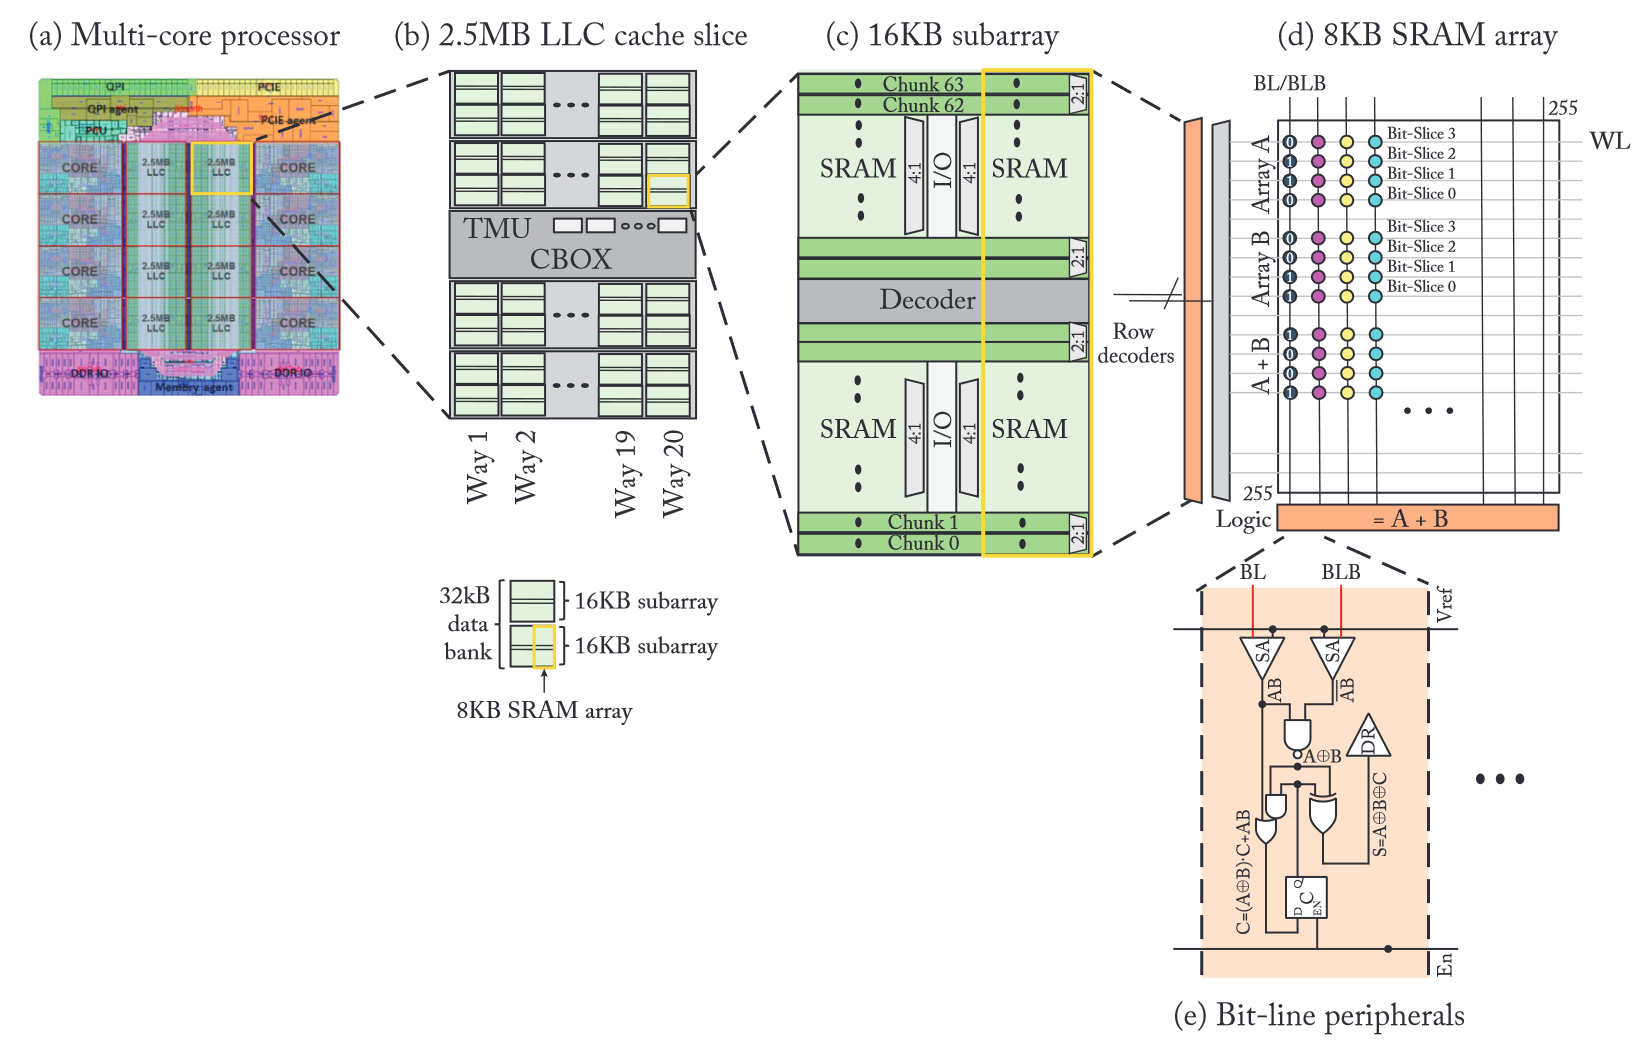 (a) Multi-core processor
QPI
PCIE
QPI agent
PCU
PCIE agent
CORE
2.5MB LLC
2.5MB LLC
CORE
CORE
2.5MB LLC
2.5MB LLC
CORE
CORE
2.5MB LLC
2.5MB LLC
CORE
CORE
2.5MB LLC
2.5MB LLC
CORE
DDR IO
Memory agent
DDR IO
(b) 2.5MB LLC cache slice
TMU
CBOX
Way 1
Way 2
Way 19
Way 20
32kB
data
bank
16KB subarray
16KB subarray
8KB SRAM array
(c) 16KB subarray
Chunk 63
Chunk 62
2:1
SRAM
4:1
I/O
4:1
SRAM
2:1
Decoder
2:1
SRAM
4:1
I/O
4:1
SRAM
Chunk 1
Chunk 0
2:1
(d) 8KB SRAM array
BL/BLB
255
WL
Row
decoders
Array A
0
1
1
0
Bit-Slice 3
Bit-Slice 2
Bit-Slice 1
Bit-Slice 0
Array B
0
0
1
1
Bit-Slice 3
Bit-Slice 2
Bit-Slice 1
Bit-Slice 0
A + B
1
0
0
1
255
Logic
= A + B
BL
BLB
Vref
SA
SA
AB
A̅B̅
A⊕B
DR
C=(A⊕B)·C+AB
S=A⊕B⊕C
Q
C
D
EN
En
(e) Bit-line peripherals